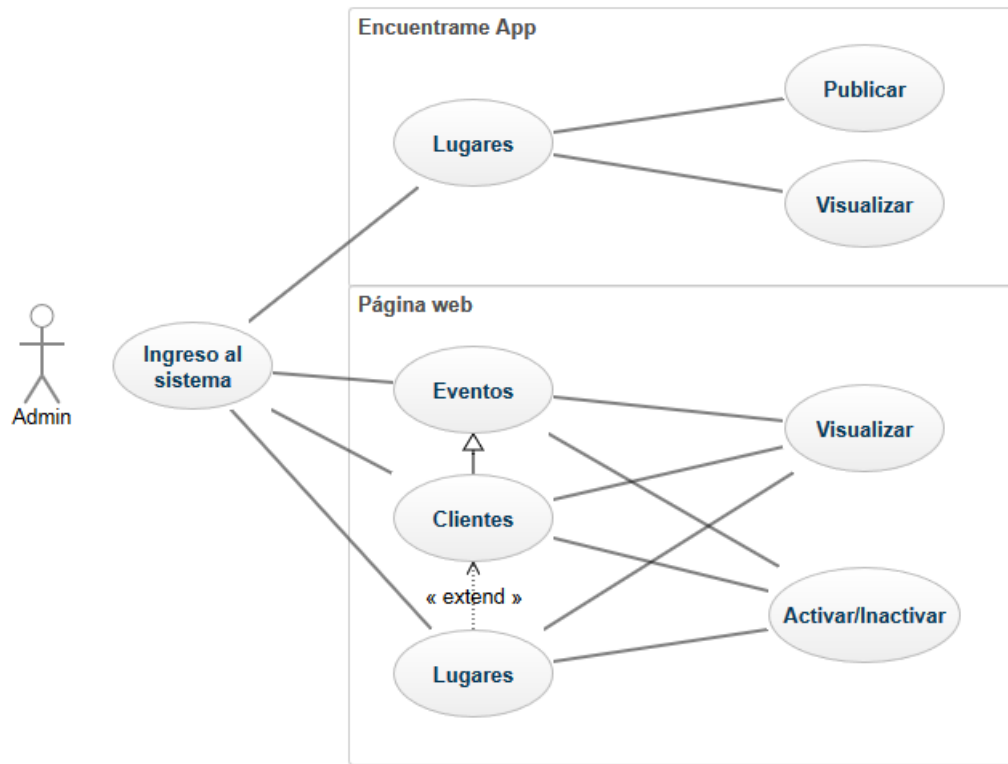 Encuentrame App
Publicar
Lugares
Visualizar
Página web
Admin
Ingreso al
sistema
Eventos
Visualizar
Clientes
« extend »
Activar/Inactivar
Lugares